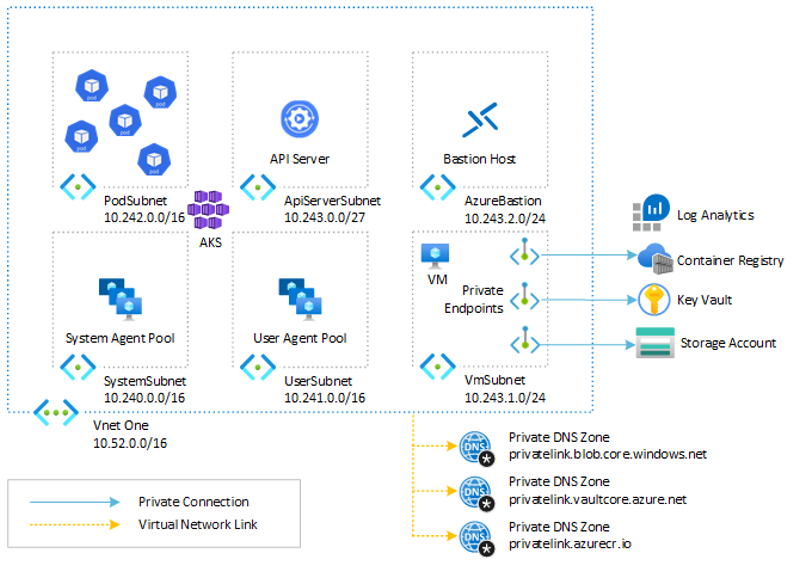 pod
pod
pod
pod
pod
PodSubnet
10.242.0.0/16
API Server
ApiServerSubnet
10.243.0.0/27
Bastion Host
AzureBastion
10.243.2.0/24
AKS
System Agent Pool
SystemSubnet
10.240.0.0/16
User Agent Pool
UserSubnet
10.241.0.0/16
VM
Private
Endpoints
VmSubnet
10.243.1.0/24
Log Analytics
Container Registry
Key Vault
Storage Account
Vnet One
10.52.0.0/16
DNS
Private DNS Zone
privatelink.blob.core.windows.net
DNS
Private DNS Zone
privatelink.vaultcore.azure.net
DNS
Private DNS Zone
privatelink.azurecr.io
Private Connection
Virtual Network Link